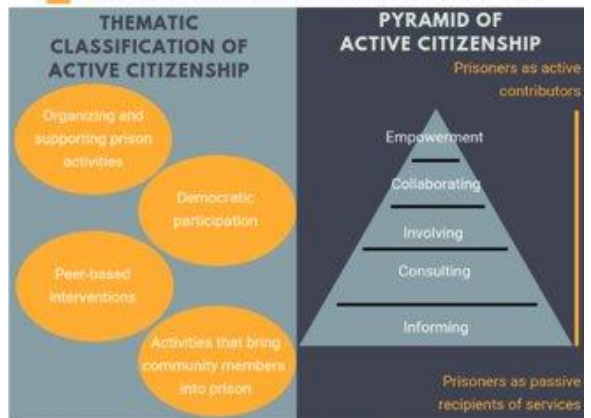 THEMATIC
CLASSIFICATION OF
ACTIVE CITIZENSHIP
Organizing and
supporting prison
activities
Democratic
participation
Peer-based
interventions
Activities that bring
community members
into prison
PYRAMID OF
ACTIVE CITIZENSHIP
Prisoners as active
contributors
Empowerment
Collaborating
Involving
Consulting
Informing
Prisoners as passive
recipients of services